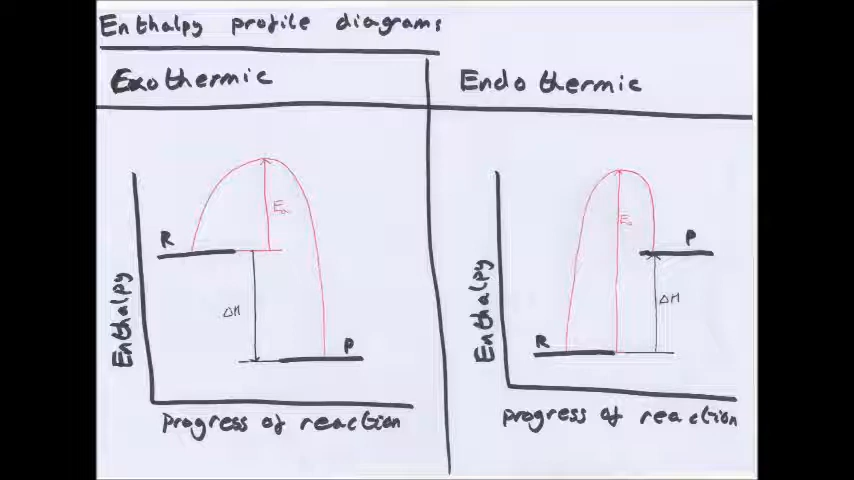 Enthalpy profile diagrams
Exothermic
Endothermic
R
Ea
ΔH
P
Enthalpy
Progress of reaction
R
Ea
P
ΔH
Enthalpy
progress of reaction